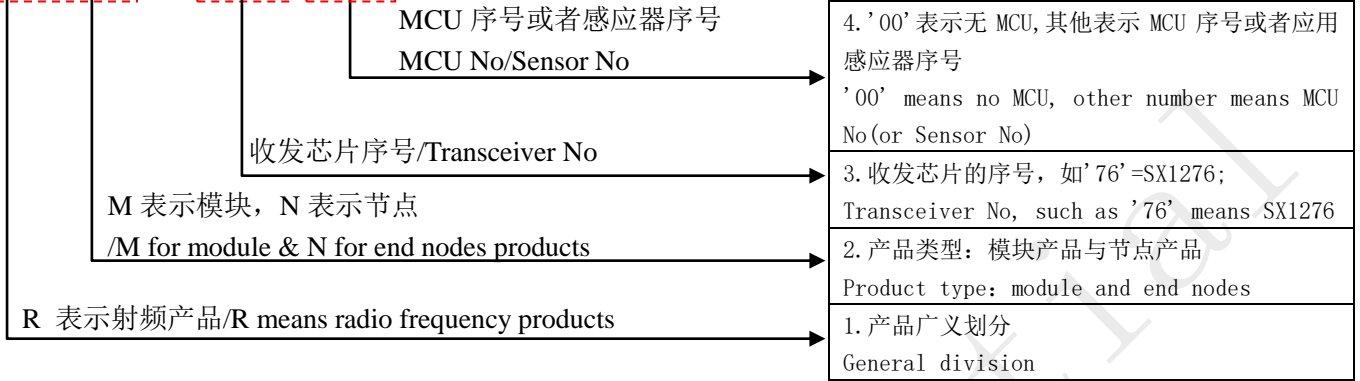 MCU 序号或者感应器序号
MCU No/Sensor No
收发芯片序号/Transceiver No
M 表示模块，N 表示节点
/M for module & N for end nodes products
R 表示射频产品/R means radio frequency products
4.'00'表示无 MCU,其他表示 MCU 序号或者应用
感应器序号
'00' means no MCU, other number means MCU
No(or Sensor No)
3.收发芯片的序号，如'76'=SX1276;
Transceiver No, such as '76' means SX1276
2.产品类型：模块产品与节点产品
Product type：module and end nodes
1.产品广义划分
General division